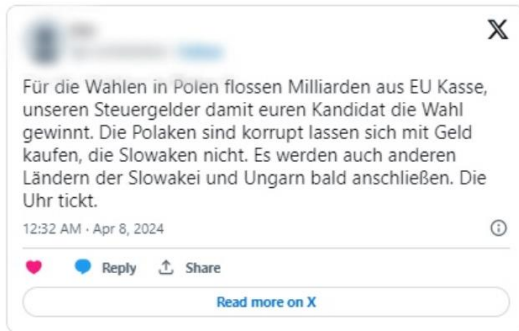 Für die Wahlen in Polen flossen Milliarden aus EU Kasse,
unseren Steuergelder damit euren Kandidat die Wahl
gewinnt. Die Polaken sind korrupt lassen sich mit Geld
kaufen, die Slowaken nicht. Es werden auch anderen
Ländern der Slowakei und Ungarn bald anschließen. Die
Uhr tickt.
12:32 AM · Apr 8, 2024
Reply Share
Read more on X